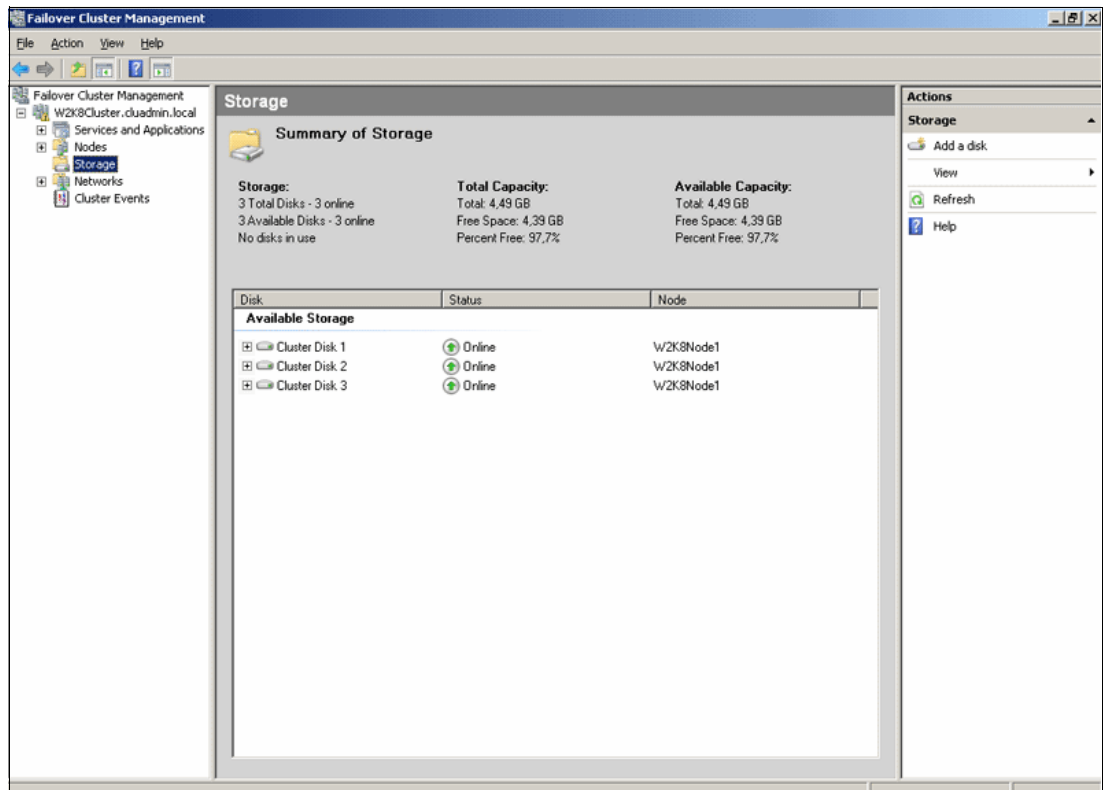 Failover Cluster Management
File Action View Help
Failover Cluster Management
W2K8Cluster.cluadmin.local
Services and Applications
Nodes
Storage
Networks
Cluster Events
Storage
Summary of Storage
Storage:
3 Total Disks - 3 online
3 Available Disks - 3 online
No disks in use
Total Capacity:
Total: 4,49 GB
Free Space: 4,39 GB
Percent Free: 97,7%
Available Capacity:
Total: 4,49 GB
Free Space: 4,39 GB
Percent Free: 97,7%
Disk Status Node
Available Storage
Cluster Disk 1 Online W2K8Node1
Cluster Disk 2 Online W2K8Node1
Cluster Disk 3 Online W2K8Node1
Actions
Storage
Add a disk
View
Refresh
Help